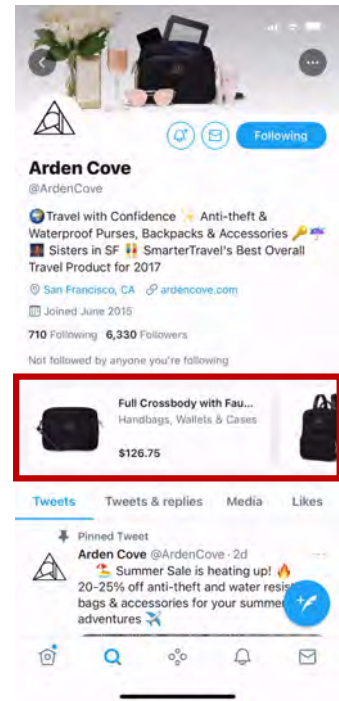 Following
Arden Cove
@ArdenCove
Travel with Confidence Anti-theft &
Waterproof Purses, Backpacks & Accessories
Sisters in SF SmarterTravel's Best Overall
Travel Product for 2017
San Francisco, CA ardencove.com
Joined June 2015
710 Following 6,330 Followers
Not followed by anyone you're following
Full Crossbody with Fau...
Handbags, Wallets & Cases
$126.75
Tweets Tweets & replies Media Likes
Pinned Tweet
Arden Cove @ArdenCove · 2d
Summer Sale is heating up!
20-25% off anti-theft and water resis
bags & accessories for your summe
adventures